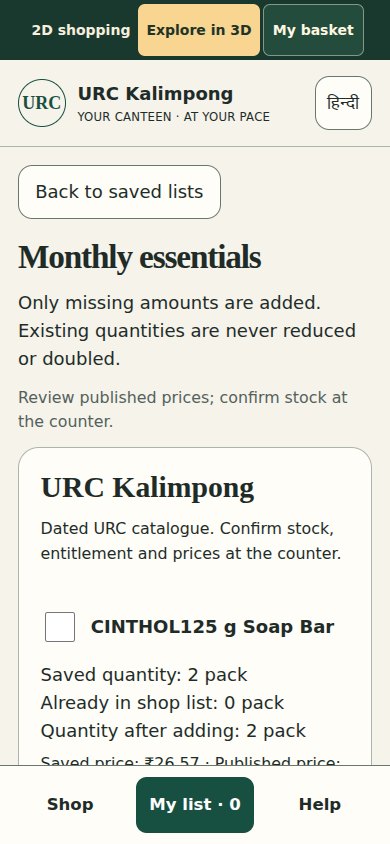 2D shopping
Explore in 3D
My basket
URC
URC Kalimpong
YOUR CANTEEN · AT YOUR PACE
हिन्दी
Back to saved lists
Monthly essentials
Only missing amounts are added.
Existing quantities are never reduced
or doubled.
Review published prices; confirm stock at
the counter.
URC Kalimpong
Dated URC catalogue. Confirm stock,
entitlement and prices at the counter.
CINTHOL125 g Soap Bar
Saved quantity: 2 pack
Already in shop list: 0 pack
Quantity after adding: 2 pack
Saved price: ₹26.57 · Published price:
Shop
My list · 0
Help